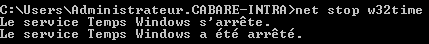 C:\Users\Administrateur.CABARE-INTRA>net stop w32time
Le service Temps Windows s'arrête.
Le service Temps Windows a été arrêté.